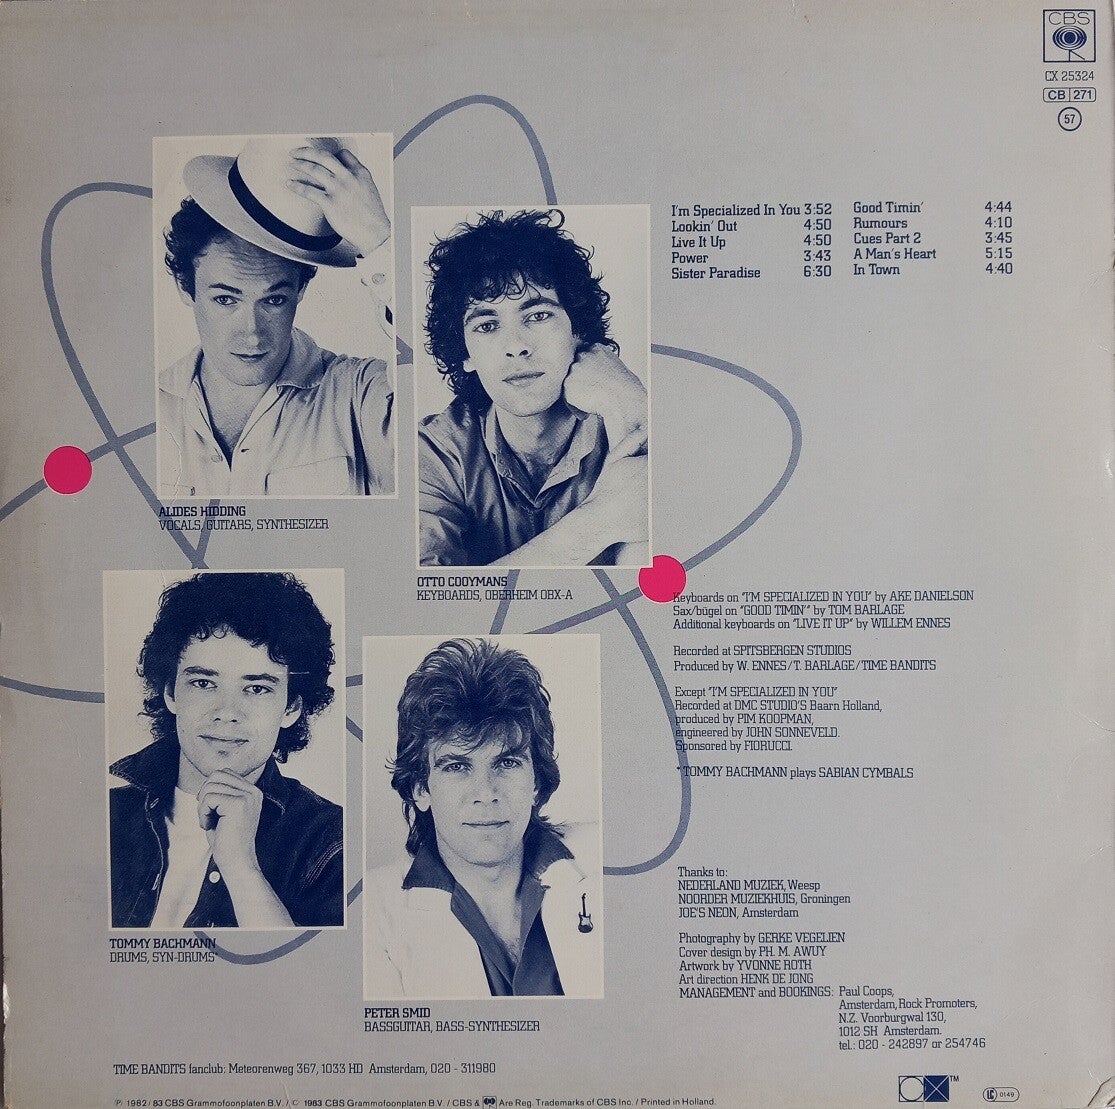 CBS
CX 25324
CB 271
57
I'm Specialized In You 3:52
Lookin' Out 4:50
Live It Up 4:50
Power 3:43
Sister Paradise 6:30
Good Timin' 4:44
Rumours 4:10
Cues Part 2 3:45
A Man's Heart 5:15
In Town 4:40
ALIDES HIDDING
VOCALS, GUITARS, SYNTHESIZER
OTTO COOYMANS
KEYBOARDS, OBERHEIM OBX-A
TOMMY BACHMANN
DRUMS, SYN-DRUMS*
PETER SMID
BASSGUITAR, BASS-SYNTHESIZER
Keyboards on "I'M SPECIALIZED IN YOU" by AKE DANIELSON
Sax/bügel on "GOOD TIMIN'" by TOM BARLAGE
Additional keyboards on "LIVE IT UP" by WILLEM ENNES
Recorded at SPITSBERGEN STUDIOS
Produced by W. ENNES/T. BARLAGE/TIME BANDITS
Except "I'M SPECIALIZED IN YOU"
Recorded at DMC STUDIO'S Baarn Holland,
produced by PIM KOOPMAN,
engineered by JOHN SONNEVELD.
Sponsored by FIORUCCI.
* TOMMY BACHMANN plays SABIAN CYMBALS
Thanks to:
NEDERLAND MUZIEK, Weesp
NOORDER MUZIEKHUIS, Groningen
JOE'S NEON, Amsterdam
Photography by GERKE VEGELIEN
Cover design by PH. M. AWUY
Artwork by YVONNE ROTH
Art direction HENK DE JONG
MANAGEMENT and BOOKINGS: Paul Coops,
Amsterdam, Rock Promoters,
N.Z. Voorburgwal 130,
1012 SH Amsterdam.
tel.: 020 - 242897 or 254746
TIME BANDITS fanclub: Meteorenweg 367, 1033 HD Amsterdam, 020 - 311980
℗ 1982/83 CBS Grammofoonplaten B.V./© 1983 CBS Grammofoonplaten B.V. / CBS & Are Reg. Trademarks of CBS Inc. / Printed in Holland.
TM
LC 0149